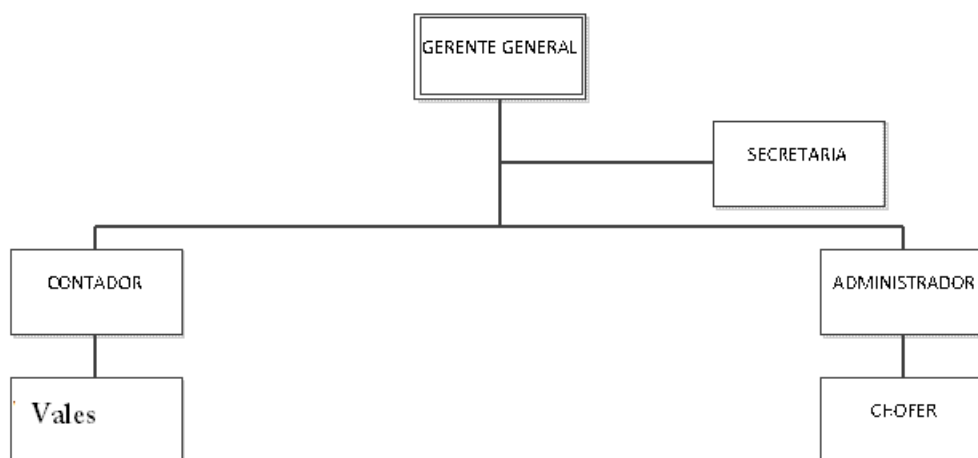 GERENTE GENERAL
SECRETARIA
CONTADOR
ADMINISTRADOR
Vales
CHOFER